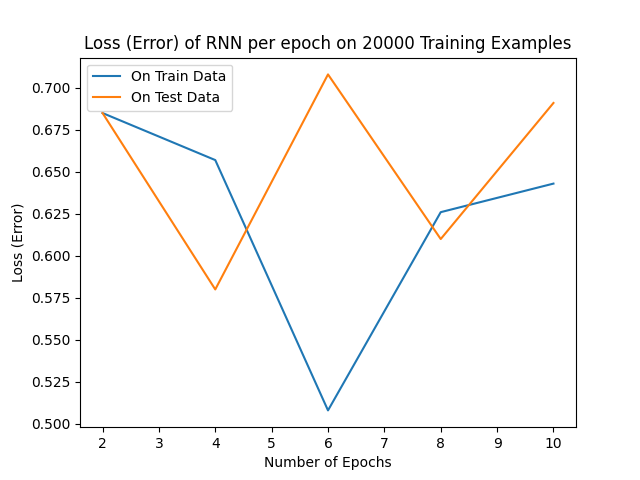 Loss (Error) of RNN per epoch on 20000 Training Examples
On Train Data
On Test Data
0.700
0.675
0.650
0.625
0.600
0.575
0.550
0.525
0.500
Loss (Error)
2 3 4 5 6 7 8 9 10
Number of Epochs